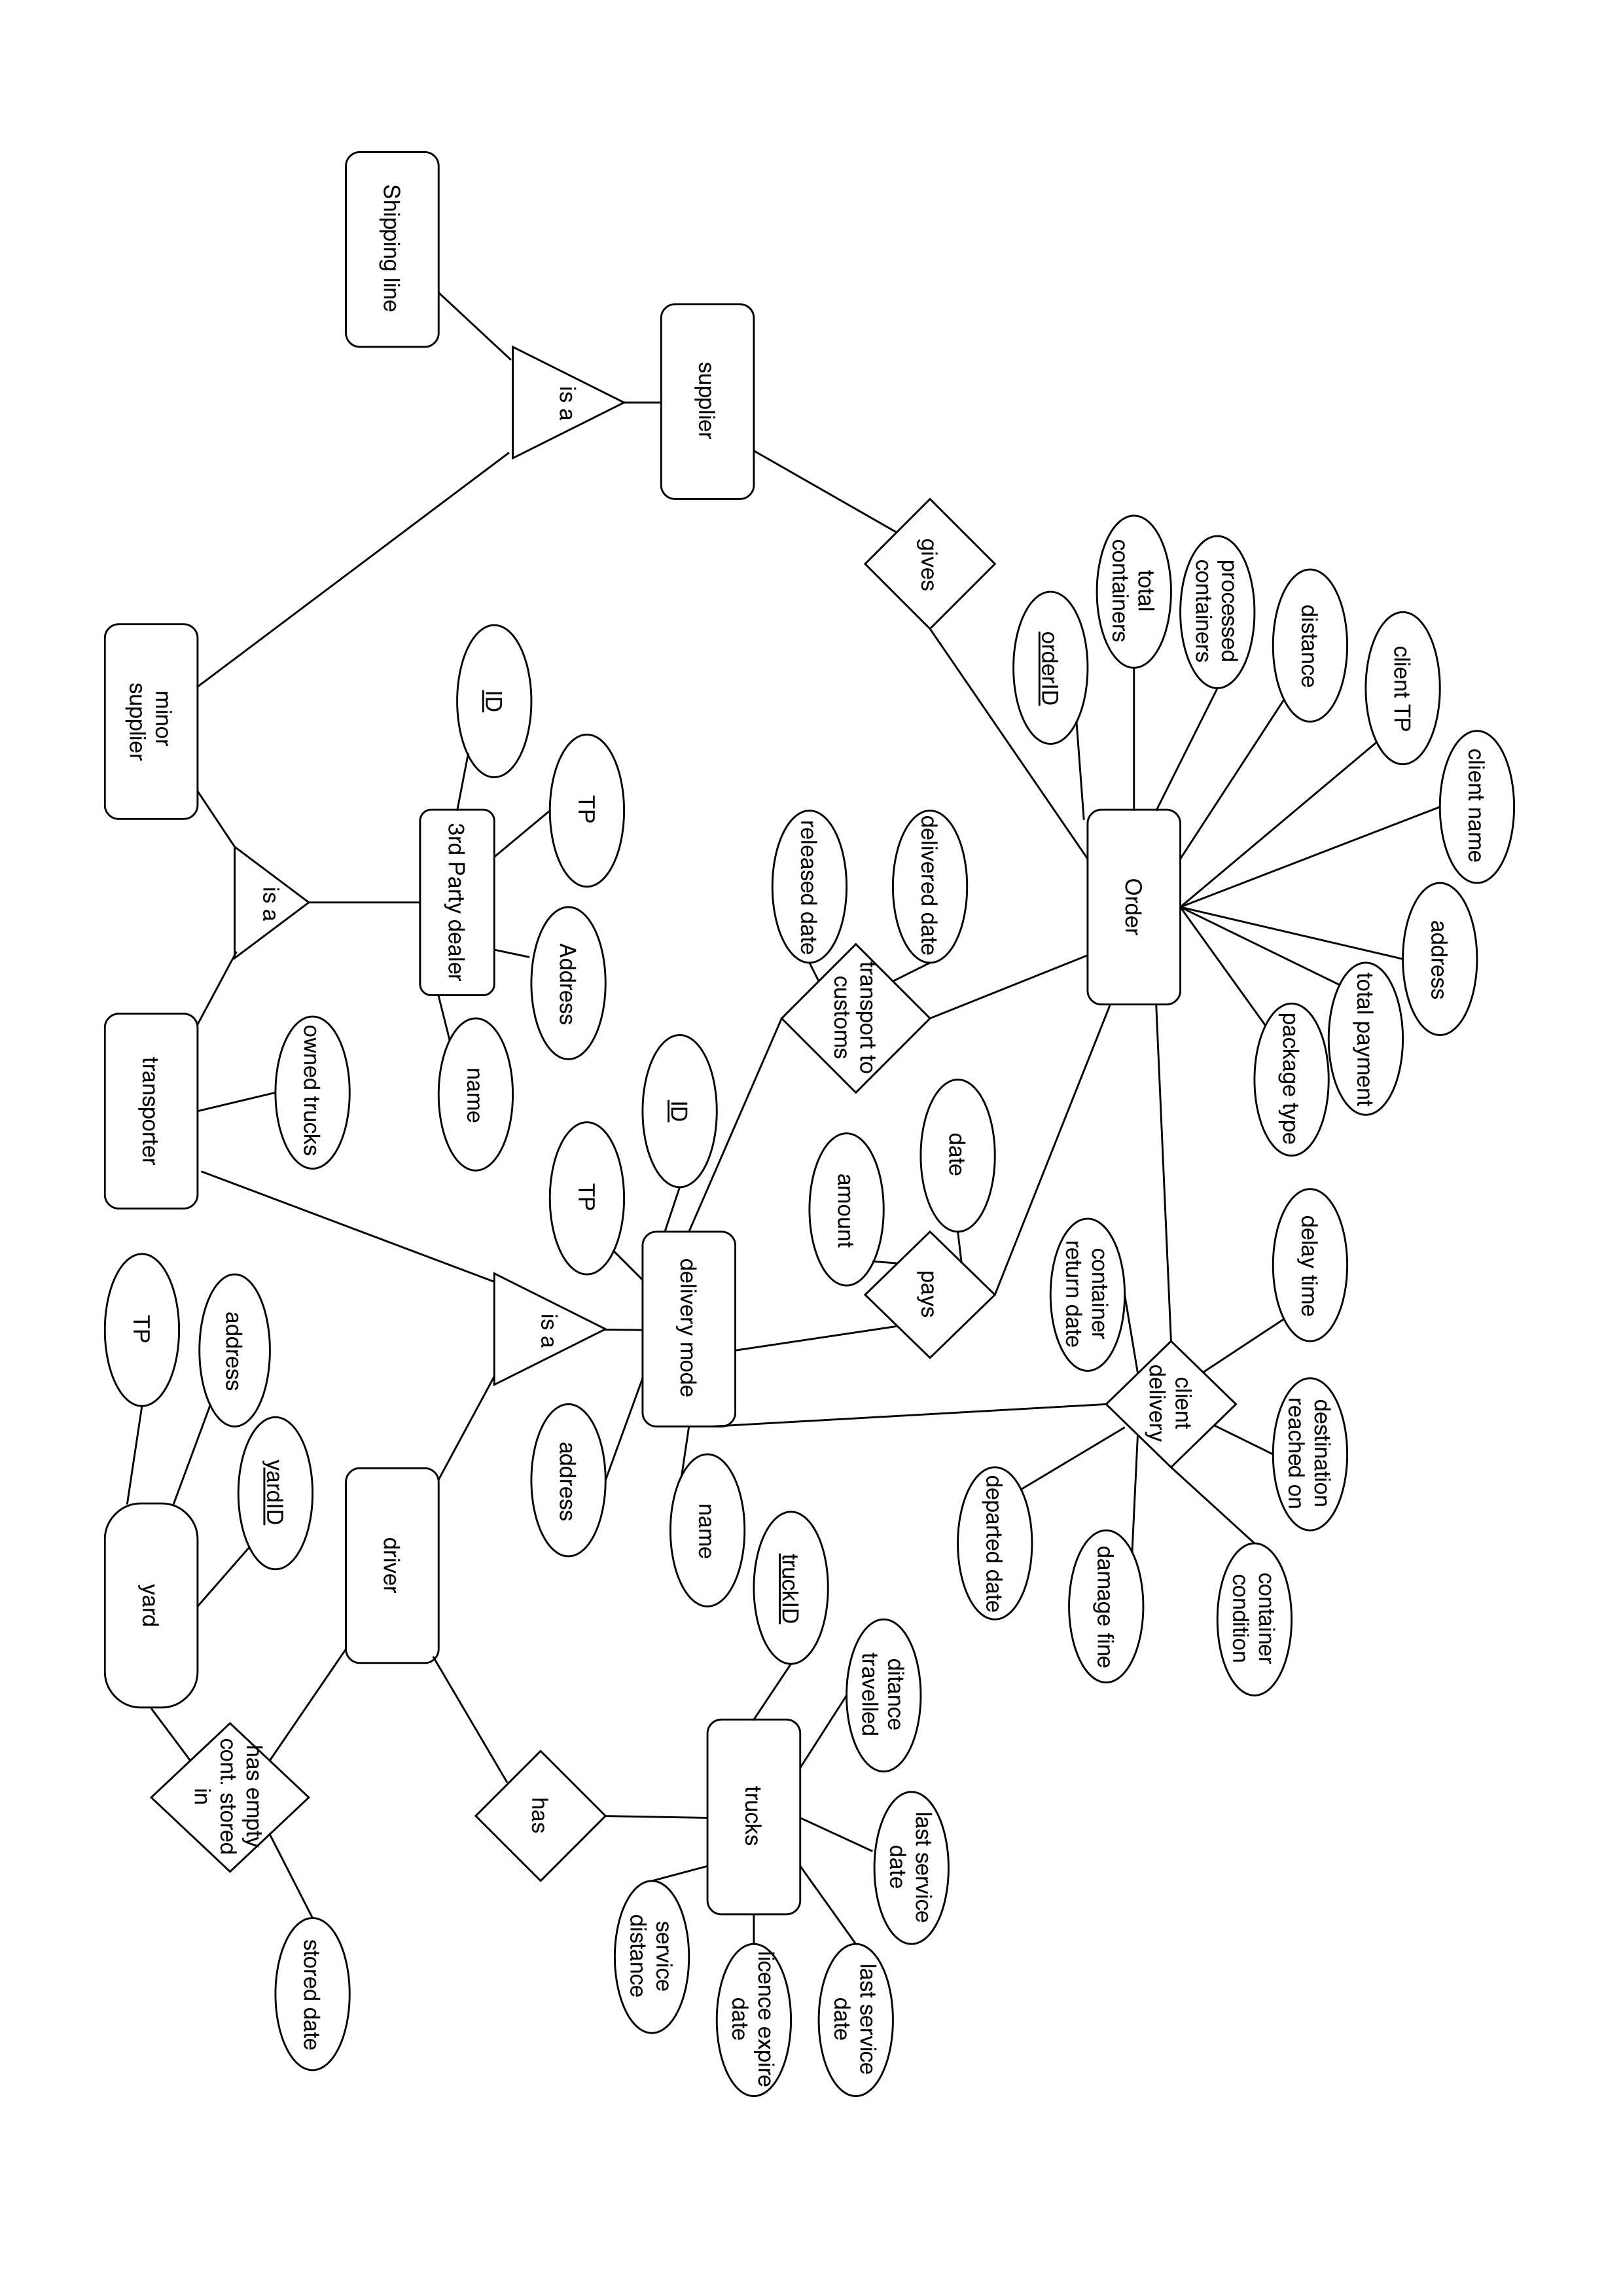 client name
address
client TP
total payment
distance
delay time
destination
reached on
package type
container
condition
processed
containers
client
delivery
total
containers
Order
damage fine
container
return date
orderID
departed date
date
gives
delivered date
pays
last service
date
ditance
travelled
transport to
customs
last service
date
amount
released date
truckID
trucks
licence expire
date
supplier
name
ID
delivery mode
service
distance
TP
TP
is a
Address
address
is a
has
ID
name
3rd Party dealer
Shipping line
driver
owned trucks
stored date
is a
yardID
address
has empty
cont. stored
in
minor
supplier
transporter
TP
yard